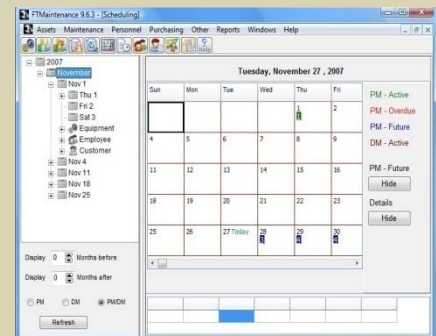 FTMaintenance 9.6.3 - [Scheduling]
Assets Maintenance Personnel Purchasing Other Reports Windows Help
2007
November
Nov 1
Thu 1
Fri 2
Sat 3
Equipment
Employee
Customer
Nov 4
Nov 11
Nov 18
Nov 25
Display 0 Months before
Display 0 Months after
PM DM PM/DM
Refresh
Tuesday, November 27 , 2007
Sun Mon Tue Wed Thu Fri
1 2
4 5 6 7 8 9
11 12 13 14 15 16
18 19 20 21 22 23
25 26 27 Today 28 29 30
PM - Active
PM - Overdue
PM - Future
DM - Active
PM - Future
Hide
Details
Hide